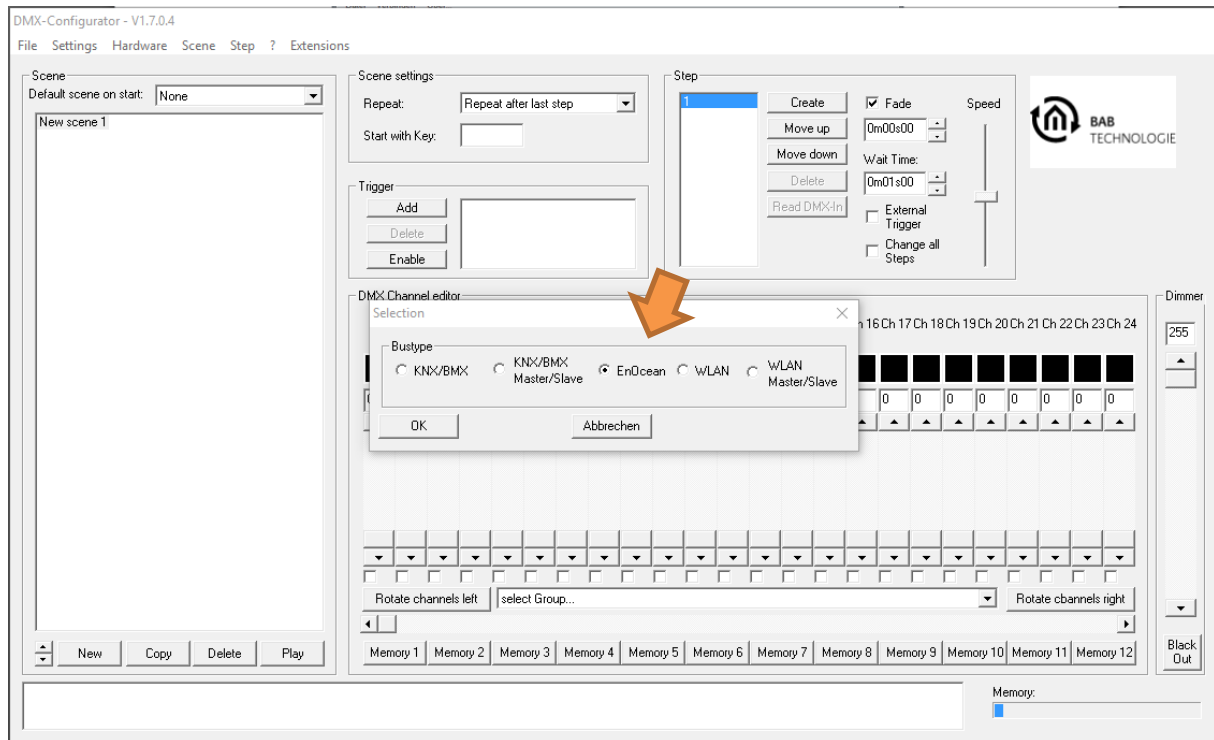 DMX-Configurator - V1.7.0.4
File Settings Hardware Scene Step ? Extensions
Scene
Default scene on start: None
New scene 1
New Copy Delete Play
Scene settings
Repeat: Repeat after last step
Start with Key:
Trigger
Add
Delete
Enable
Step
1
Create
Move up
Move down
Delete
Read DMX-In
Fade
0m00s00
Wait Time:
0m01s00
External
Trigger
Change all
Steps
Speed
BAB
TECHNOLOGIE
DMX Channel editor
16 Ch 17 Ch 18 Ch 19 Ch 20 Ch 21 Ch 22 Ch 23 Ch 24
0 0 0 0 0 0 0 0
Selection
Bustype
KNX/BMX
KNX/BMX
Master/Slave
EnOcean
WLAN
WLAN
Master/Slave
OK Abbrechen
Rotate channels left select Group... Rotate cbannels right
Memory 1 Memory 2 Memory 3 Memory 4 Memory 5 Memory 6 Memory 7 Memory 8 Memory 9 Memory 10 Memory 11 Memory 12
Dimmer
255
Black
Out
Memory: